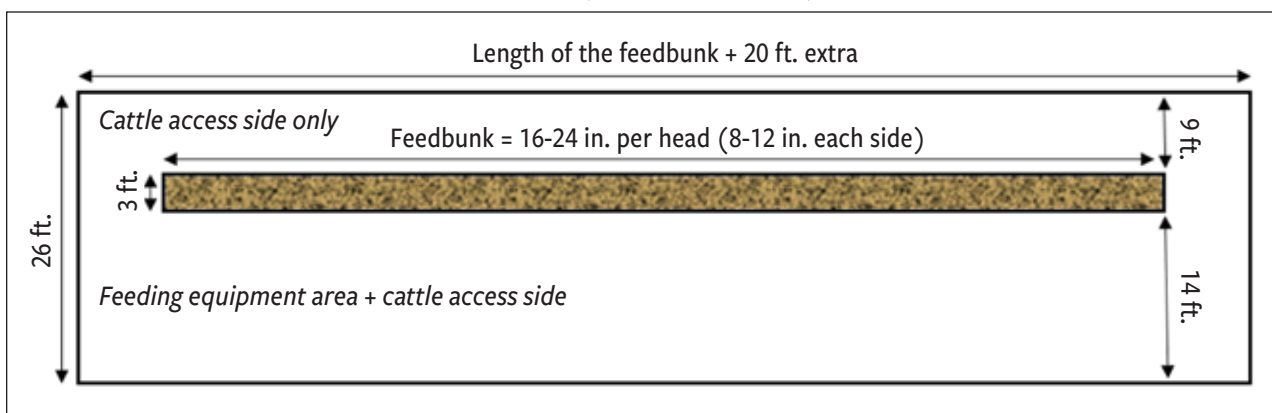 Length of the feedbunk + 20 ft. extra
Cattle access side only
9 ft.
Feedbunk = 16-24 in. per head (8-12 in. each side)
3 ft.
26 ft.
Feeding equipment area + cattle access side
14 ft.